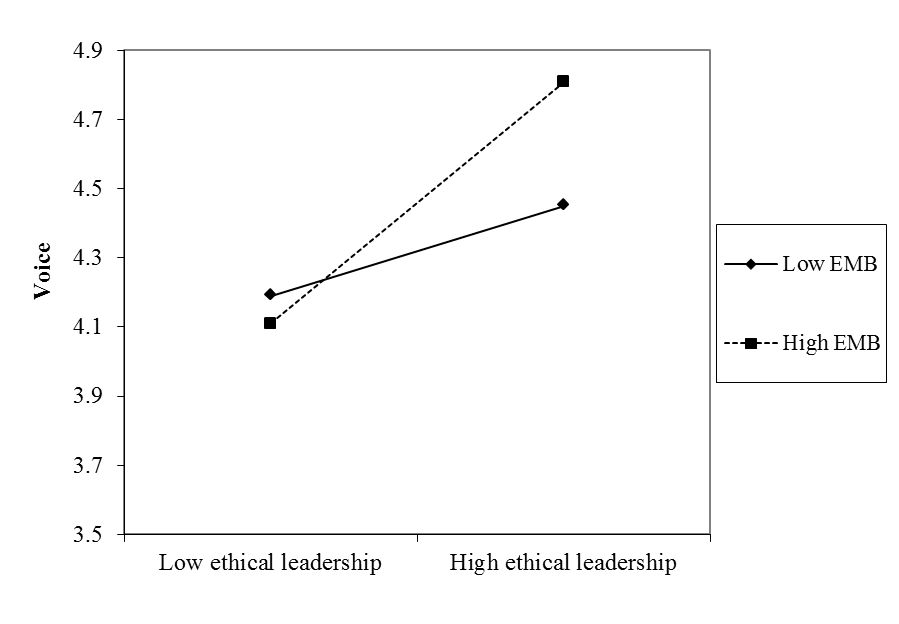 4.9
4.7
4.5
4.3
4.1
3.9
3.7
3.5
Voice
Low ethical leadership
High ethical leadership
Low EMB
High EMB